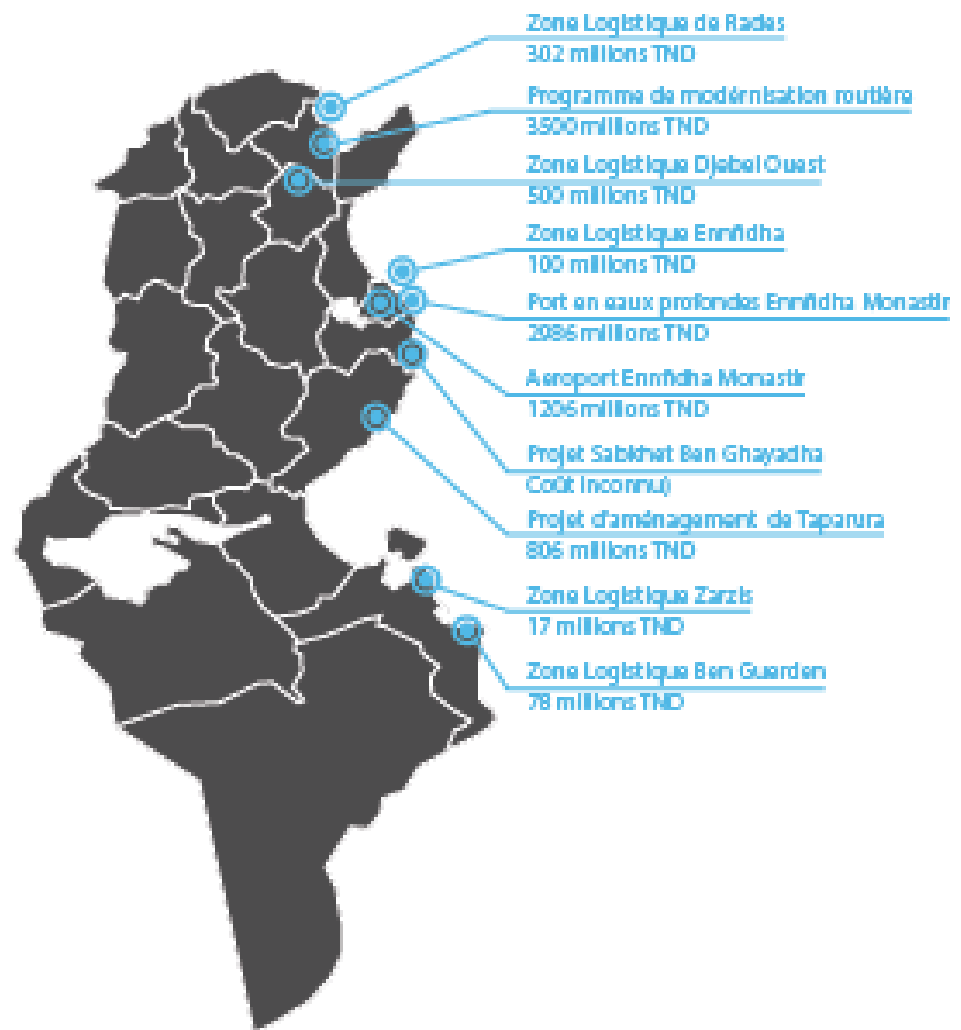 Zone Logistique de Rades
302 millions TND
Programme de modérnisation routière
3500 millions TND
Zone Logistique Djebel Ouest
500 millions TND
Zone Logistique Ennfidha
100 millions TND
Port en eaux profondes Ennfidha Monastir
2986 millions TND
Aeroport Ennfidha Monastir
1206 millions TND
Projet Sabkhet Ben Ghayadha
Coût inconnu)
Projet d'aménagement de Taparura
806 millions TND
Zone Logistique Zarzis
17 millions TND
Zone Logistique Ben Guerden
78 millions TND